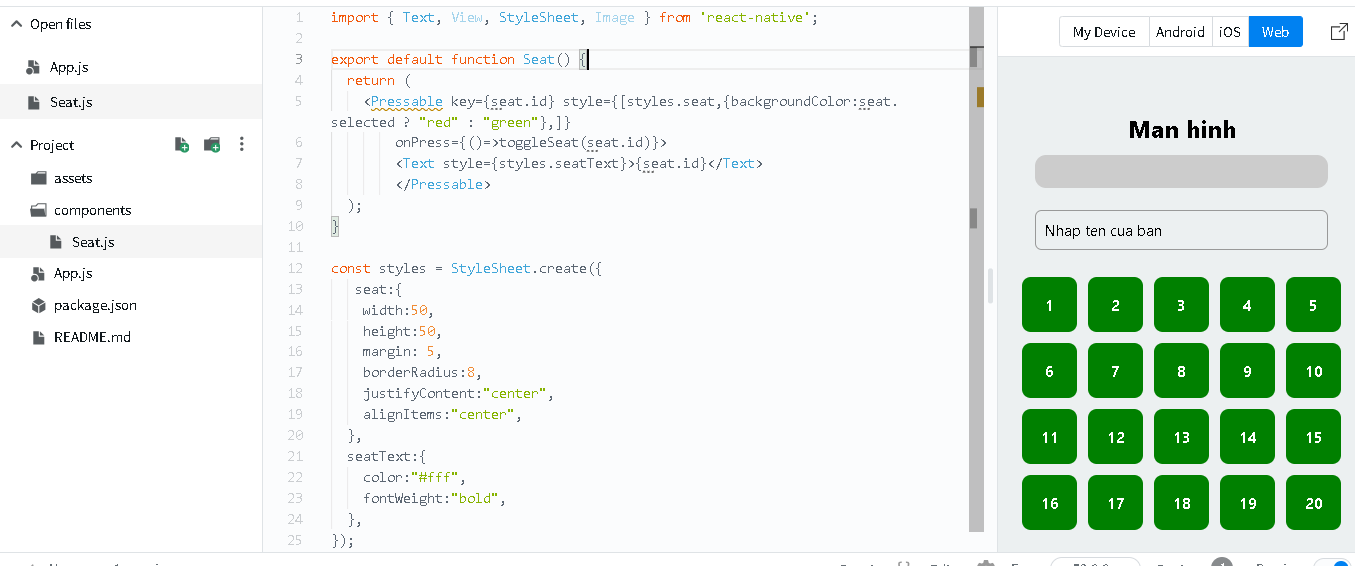 Open files
App.js
Seat.js
Project
assets
components
Seat.js
App.js
package.json
README.md
1 import { Text, View, StyleSheet, Image } from 'react-native';
2
3 export default function Seat() {
4 return (
5 <Pressable key={seat.id} style={[styles.seat,{backgroundColor:seat.
selected ? "red" : "green"},]}
6 onPress={()=>toggleSeat(seat.id)}>
7 <Text style={styles.seatText}>{seat.id}</Text>
8 </Pressable>
9 );
10 }
11
12 const styles = StyleSheet.create({
13 seat:{
14 width:50,
15 height:50,
16 margin: 5,
17 borderRadius:8,
18 justifyContent:"center",
19 alignItems:"center",
20 },
21 seatText:{
22 color:"#fff",
23 fontWeight:"bold",
24 },
25 });
My Device Android iOS Web
Man hinh
Nhap ten cua ban
1 2 3 4 5
6 7 8 9 10
11 12 13 14 15
16 17 18 19 20